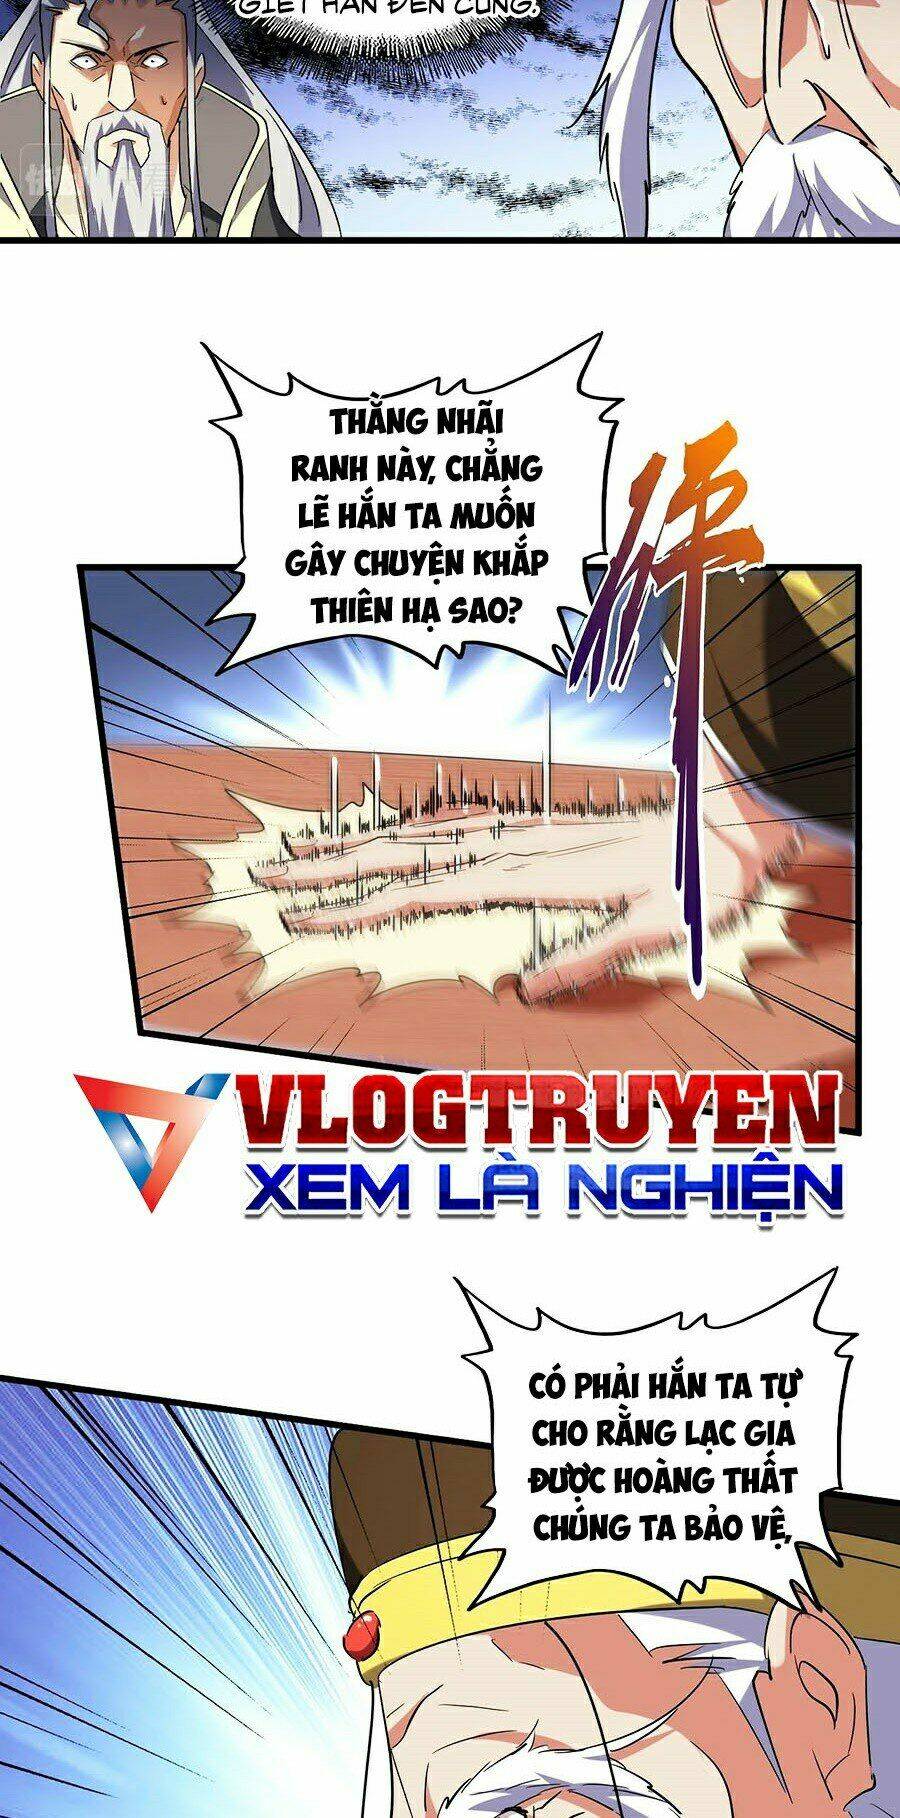 GIẾT HẮN ĐẾN CÙNG.
THẰNG NHÃI
RANH NÀY, CHẲNG
LẼ HẮN TA MUỐN
GÂY CHUYỆN KHẮP
THIÊN HẠ SAO?
怦
VLOGTRUYEN
XEM LÀ NGHIỆN
CÓ PHẢI HẮN TA TỰ
CHO RẰNG LẠC GIA
ĐƯỢC HOÀNG THẤT
CHÚNG TA BẢO VỆ,